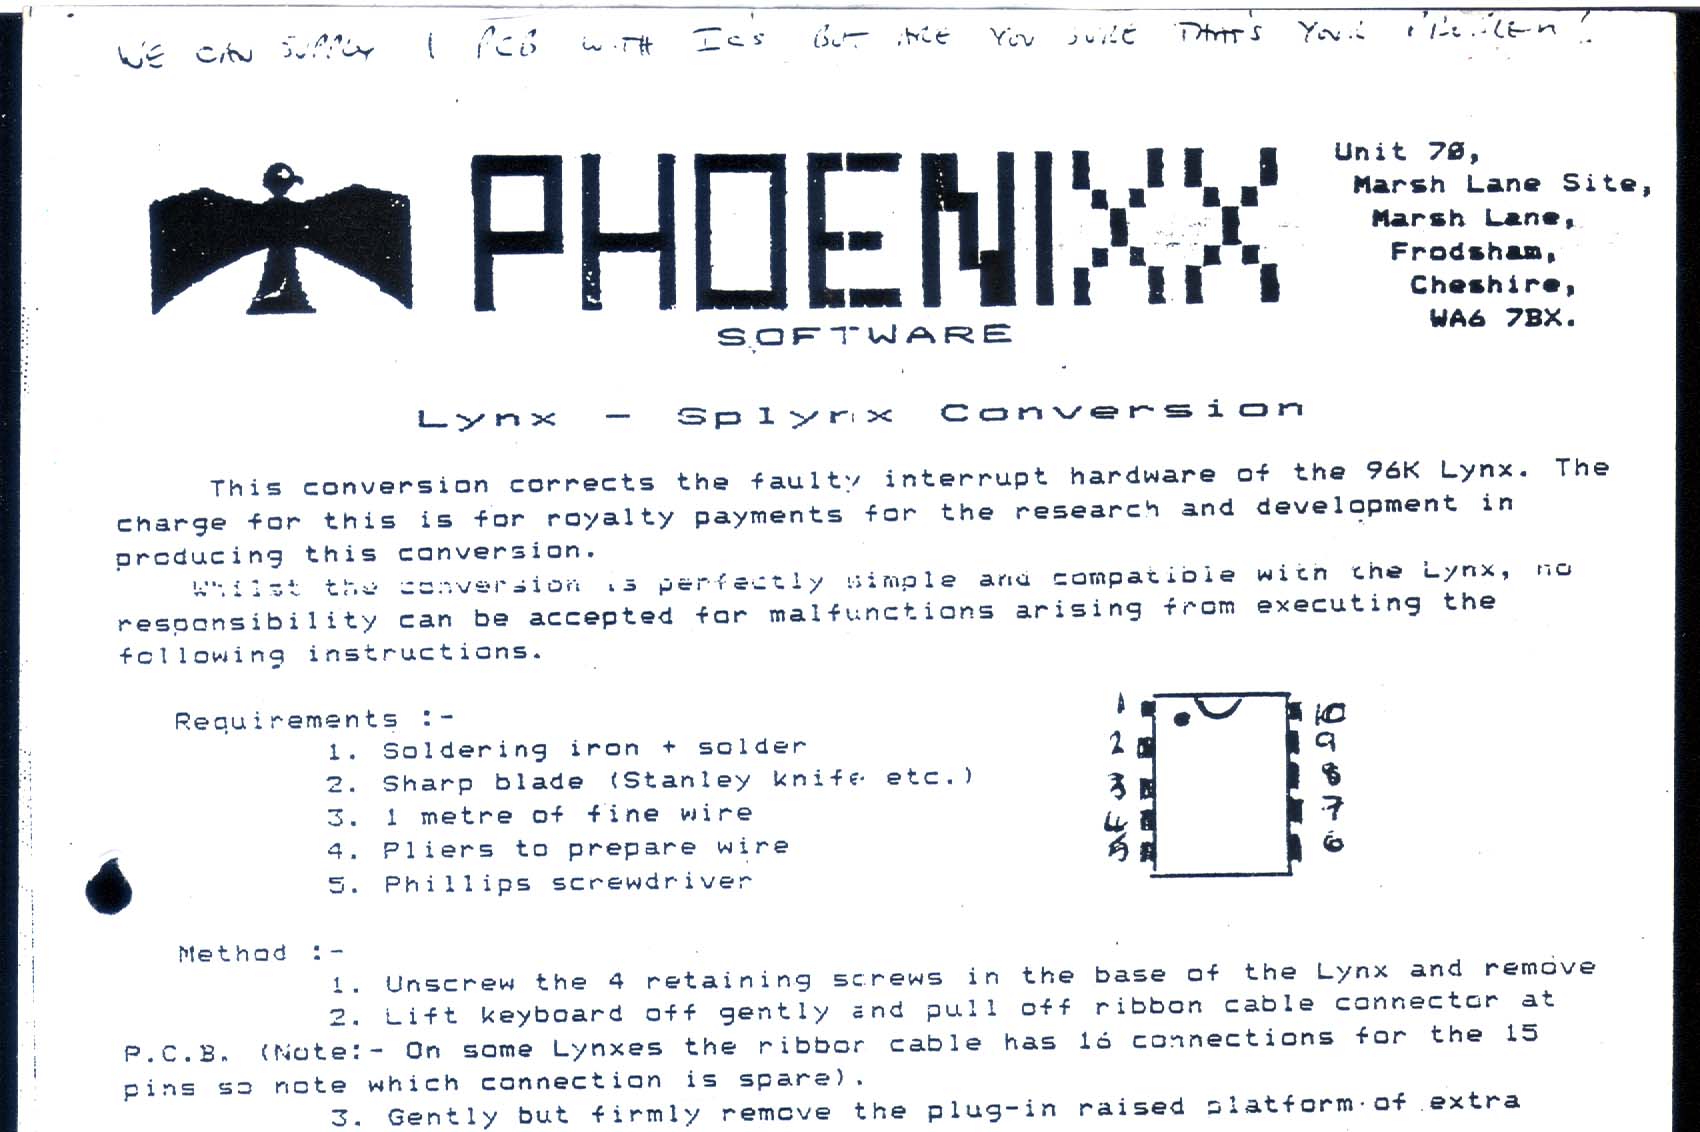 WE CAN SUPPLY 1 PCB WITH ICs BUT ARE YOU SURE THAT'S YOUR PROBLEM!
PHOENIXX
SOFTWARE
Unit 70,
Marsh Lane Site,
Marsh Lane,
Frodsham,
Cheshire,
WA6 7BX.
Lynx - Splynx Conversion
This conversion corrects the faulty interrupt hardware of the 96K Lynx. The
charge for this is for royalty payments for the research and development in
producing this conversion.
Whilst the conversion is perfectly simple and compatible with the Lynx, no
responsibility can be accepted for malfunctions arising from executing the
following instructions.
Requirements :-
1. Soldering iron + solder
2. Sharp blade (Stanley knife etc.)
3. 1 metre of fine wire
4. Pliers to prepare wire
5. Phillips screwdriver
1 10
2 9
3 8
4 7
5 6
Method :-
1. Unscrew the 4 retaining screws in the base of the Lynx and remove
2. Lift keyboard off gently and pull off ribbon cable connector at
P.C.B. (Note:- On some Lynxes the ribbon cable has 16 connections for the 15
pins so note which connection is spare).
3. Gently but firmly remove the plug-in raised platform of extra